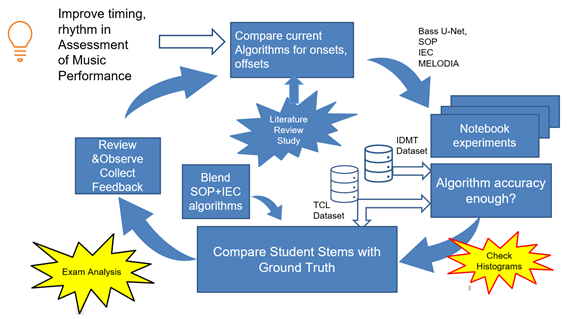 Improve timing,
rhythm in
Assessment
of Music
Performance
Compare current
Algorithms for onsets,
offsets
Bass U-Net,
SOP
IEC
MELODIA
Literature
Review
Study
Notebook
experiments
IDMT
Dataset
Review
&Observe
Collect
Feedback
Blend
SOP+IEC
algorithms
TCL
Dataset
Algorithm accuracy
enough?
Compare Student Stems with
Ground Truth
Exam Analysis
Check
Histograms
3